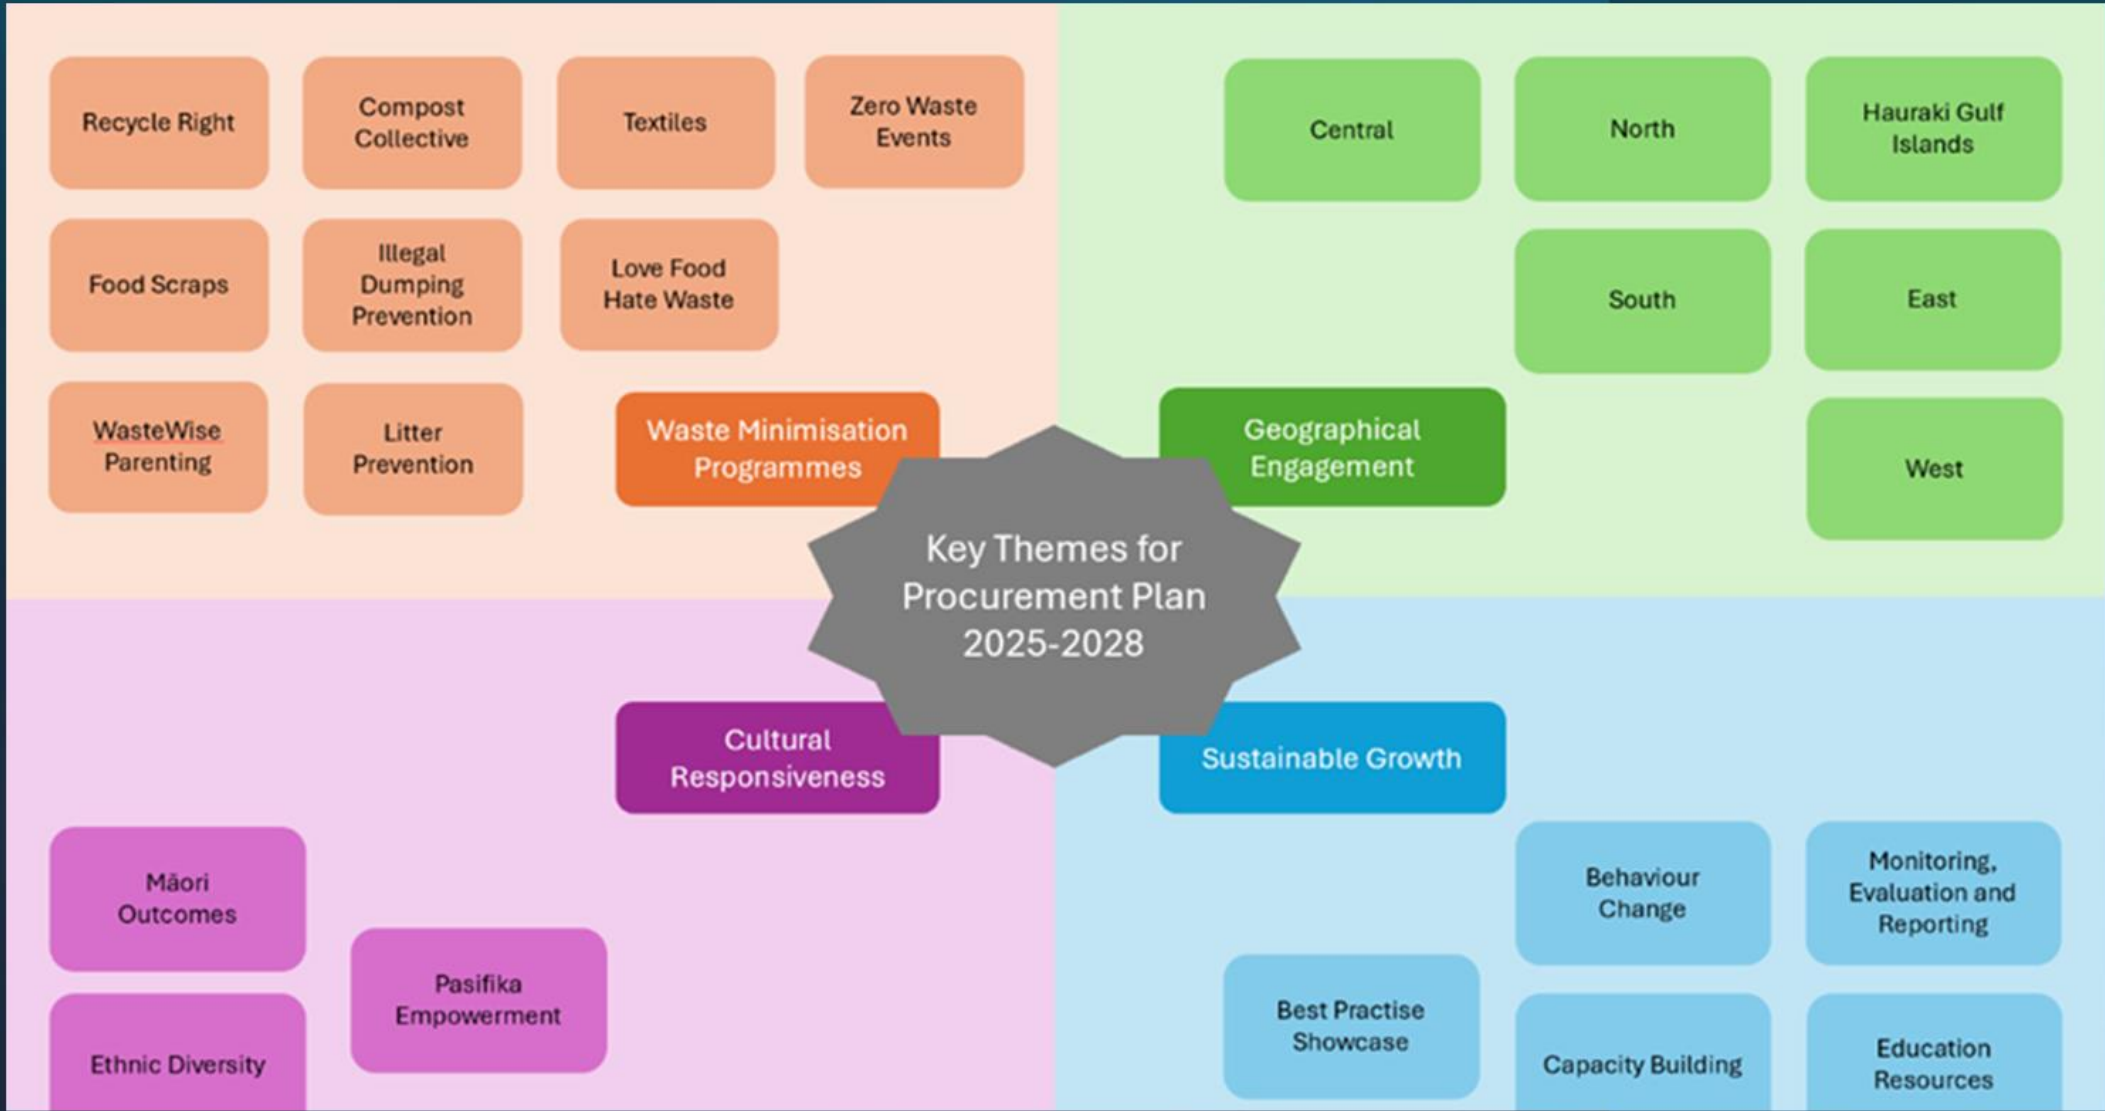 Recycle Right
Compost
Collective
Textiles
Zero Waste
Events
Food Scraps
Illegal
Dumping
Prevention
Love Food
Hate Waste
WasteWise
Parenting
Litter
Prevention
Waste Minimisation
Programmes
Central
North
Hauraki Gulf
Islands
South
East
West
Geographical
Engagement
Key Themes for
Procurement Plan
2025-2028
Cultural
Responsiveness
Māori
Outcomes
Pasifika
Empowerment
Ethnic Diversity
Sustainable Growth
Behaviour
Change
Monitoring,
Evaluation and
Reporting
Best Practise
Showcase
Capacity Building
Education
Resources